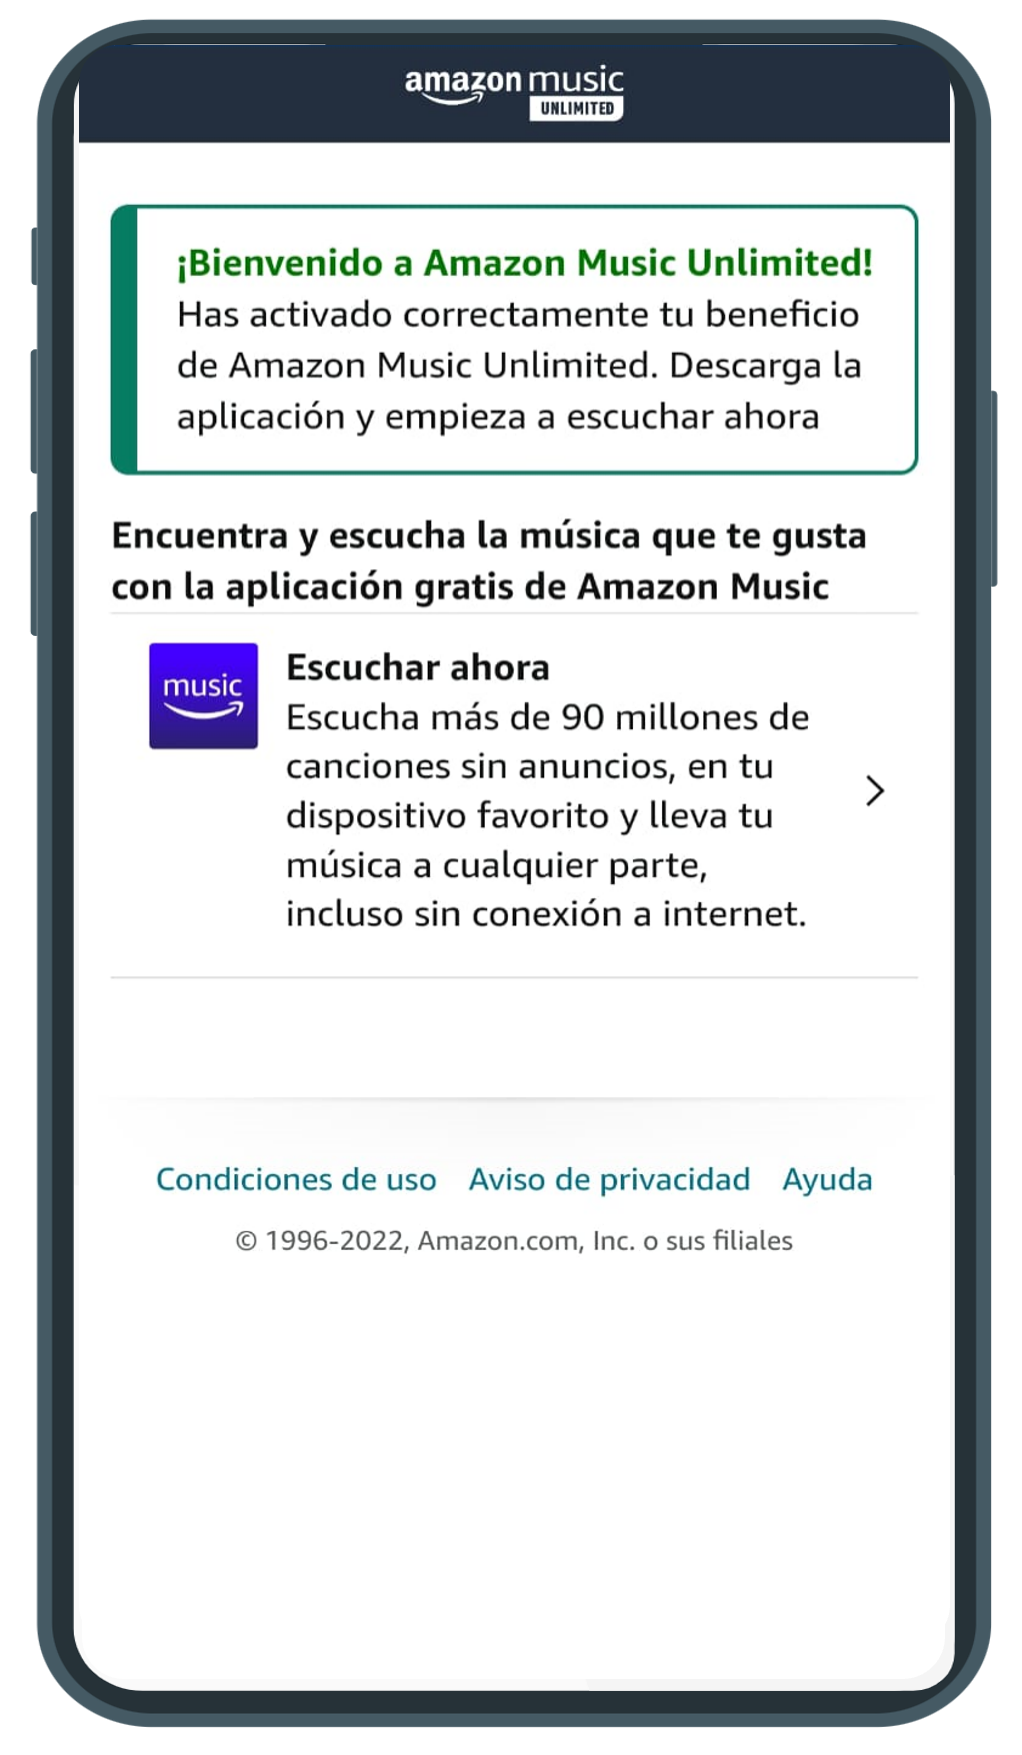 amazon music
UNLIMITED
¡Bienvenido a Amazon Music Unlimited!
Has activado correctamente tu beneficio
de Amazon Music Unlimited. Descarga la
aplicación y empieza a escuchar ahora
Encuentra y escucha la música que te gusta
con la aplicación gratis de Amazon Music
music
Escuchar ahora
Escucha más de 90 millones de
canciones sin anuncios, en tu
dispositivo favorito y lleva tu
música a cualquier parte,
incluso sin conexión a internet.
Condiciones de uso Aviso de privacidad Ayuda
© 1996-2022, Amazon.com, Inc. o sus filiales